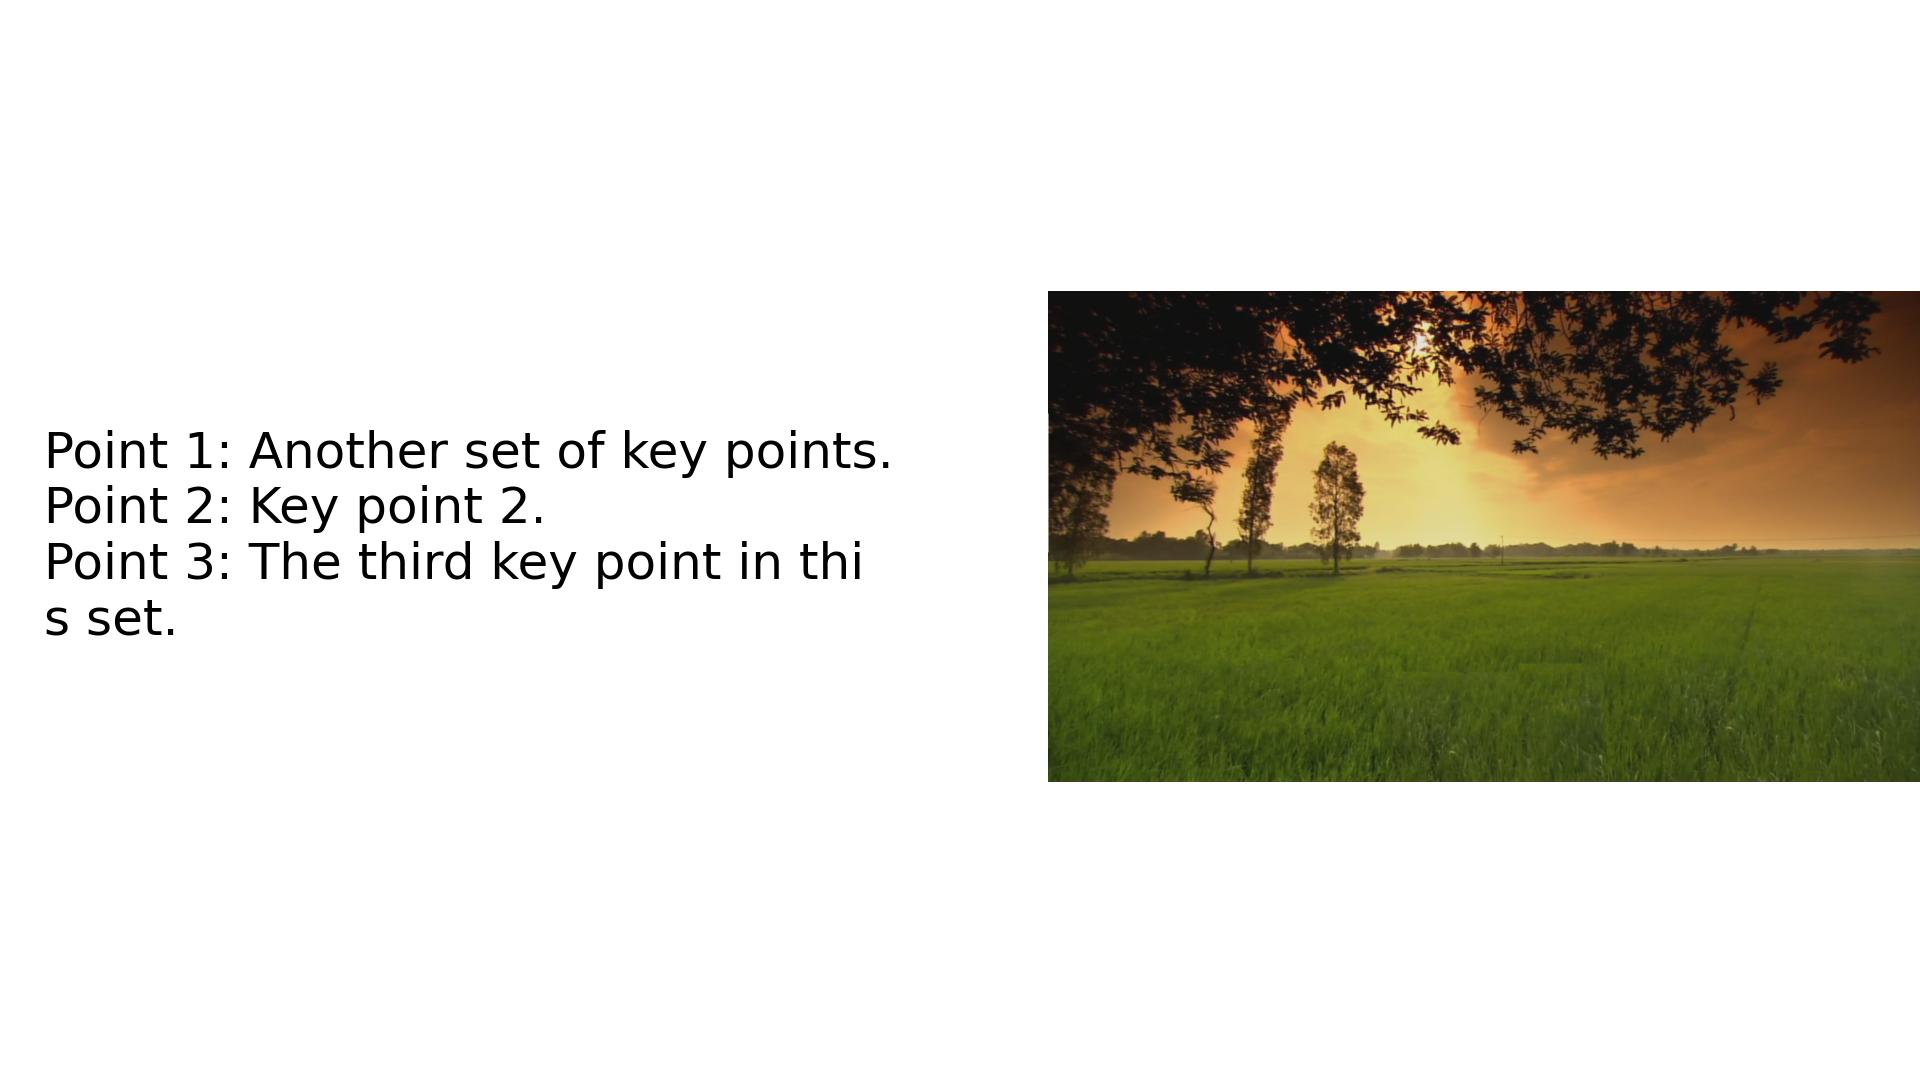 Point 1: Another set of key points.
Point 2: Key point 2.
Point 3: The third key point in thi
s set.